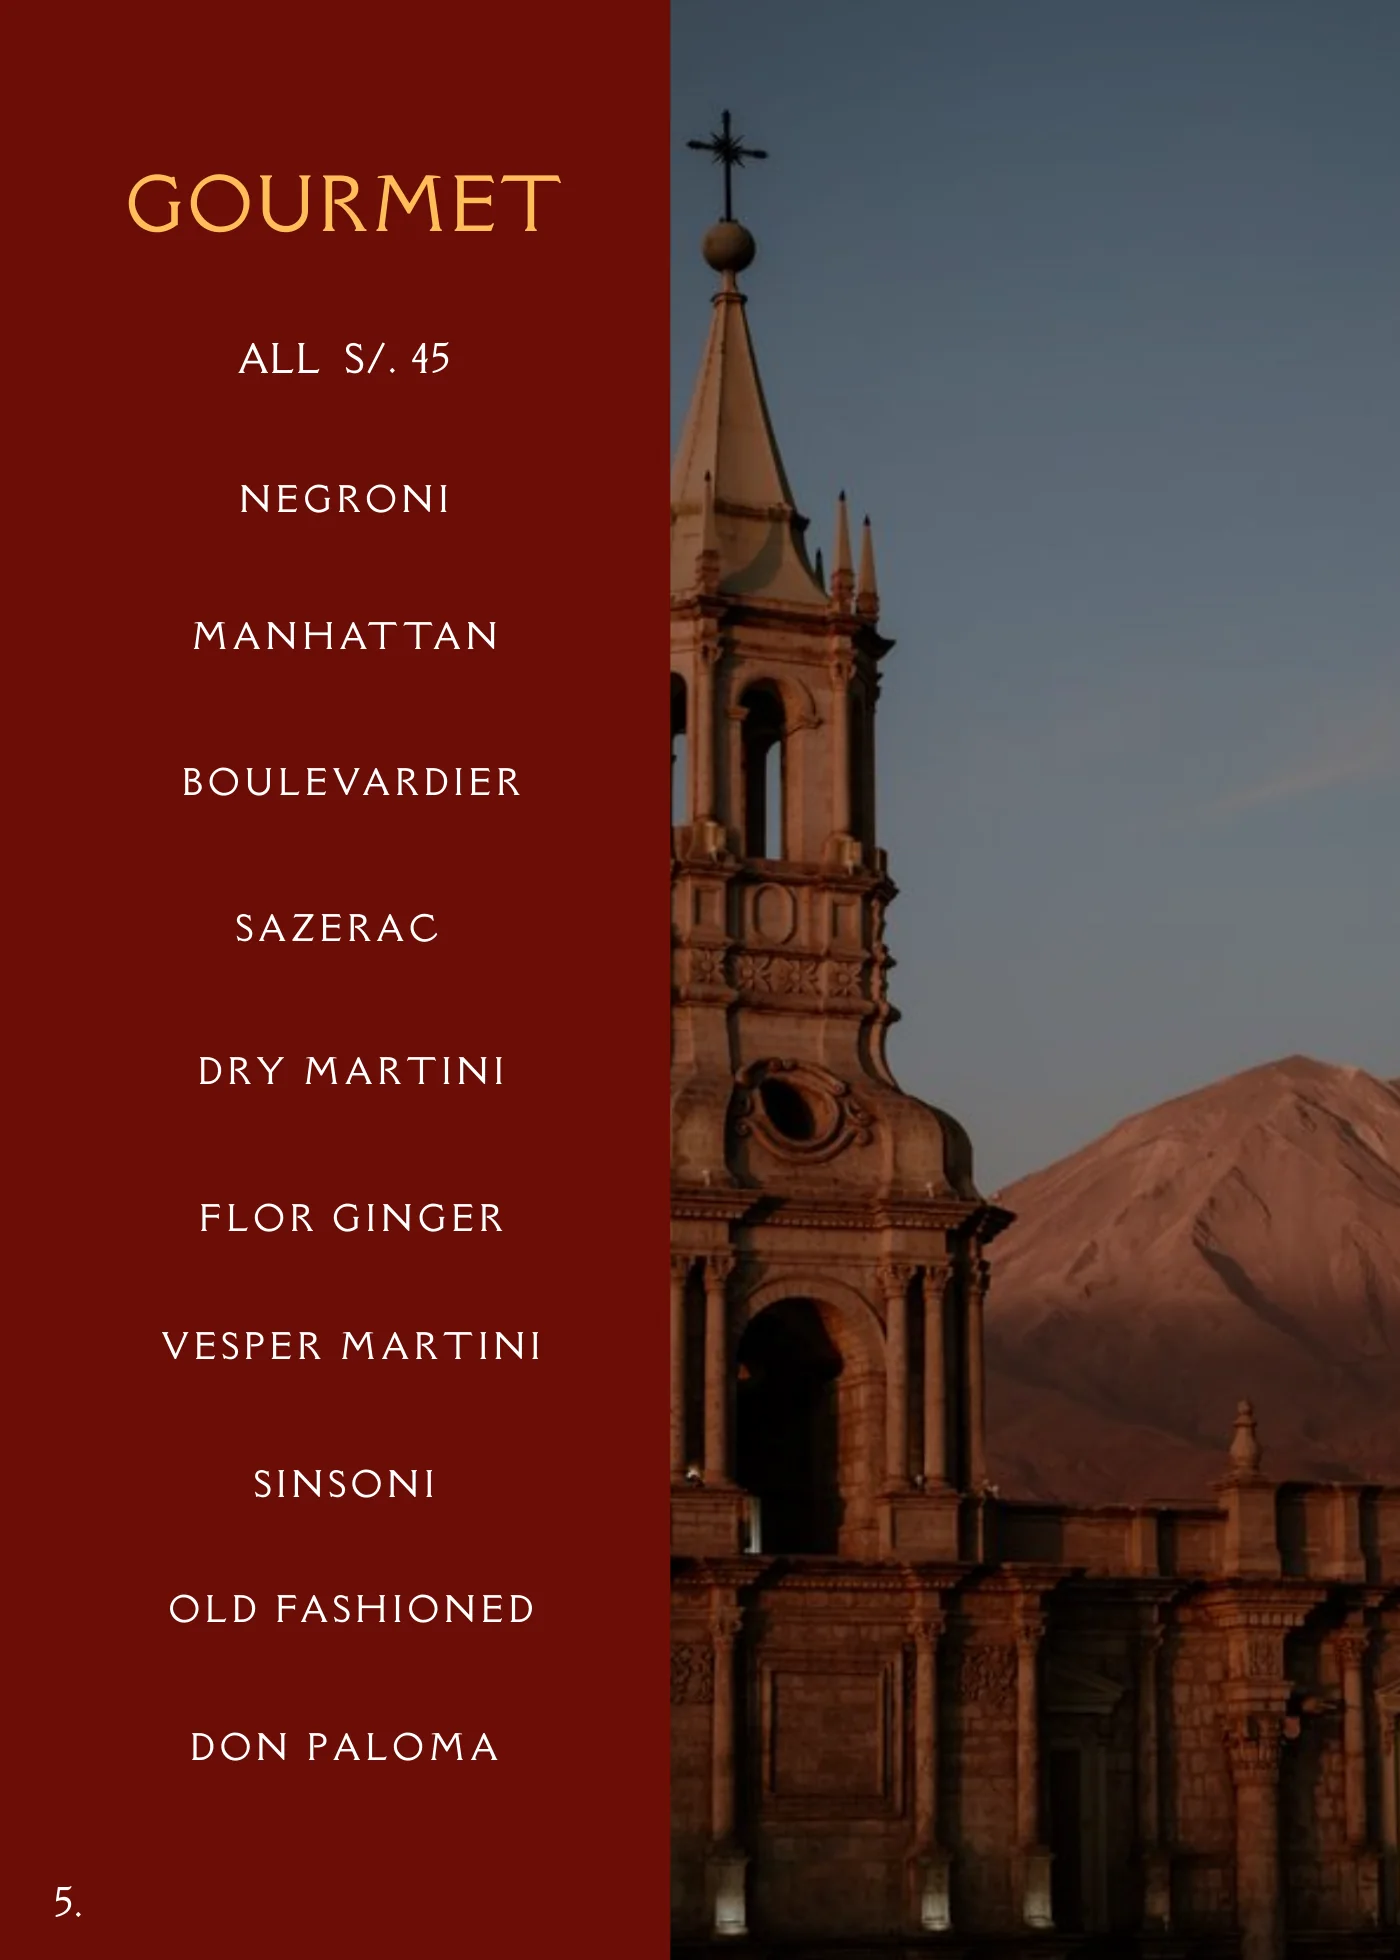 GOURMET
ALL S/. 45
NEGRONI
MANHATTAN
BOULEVARDIER
SAZERAC
DRY MARTINI
FLOR GINGER
VESPER MARTINI
SINSONI
OLD FASHIONED
DON PALOMA
5.